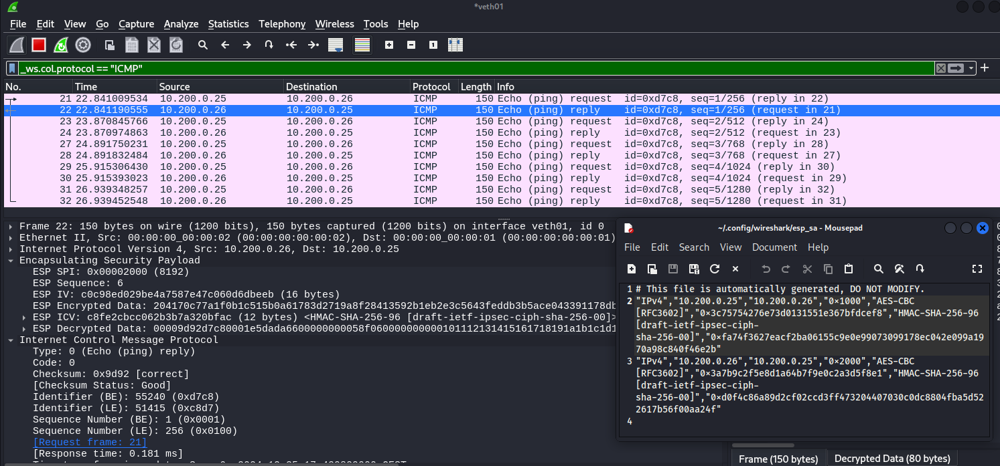 *veth01
File Edit View Go Capture Analyze Statistics Telephony Wireless Tools Help
_ws.col.protocol == "ICMP"
No. Time Source Destination Protocol Length Info
21 22.841009534 10.200.0.25 10.200.0.26 ICMP 150 Echo (ping) request id=0xd7c8, seq=1/256 (reply in 22)
22 22.841190555 10.200.0.26 10.200.0.25 ICMP 150 Echo (ping) reply id=0xd7c8, seq=1/256 (request in 21)
23 23.870845766 10.200.0.25 10.200.0.26 ICMP 150 Echo (ping) request id=0xd7c8, seq=2/512 (reply in 24)
24 23.870974863 10.200.0.26 10.200.0.25 ICMP 150 Echo (ping) reply id=0xd7c8, seq=2/512 (request in 23)
27 24.891750231 10.200.0.25 10.200.0.26 ICMP 150 Echo (ping) request id=0xd7c8, seq=3/768 (reply in 28)
28 24.891832484 10.200.0.26 10.200.0.25 ICMP 150 Echo (ping) reply id=0xd7c8, seq=3/768 (request in 27)
29 25.915306430 10.200.0.25 10.200.0.26 ICMP 150 Echo (ping) request id=0xd7c8, seq=4/1024 (reply in 30)
30 25.915393023 10.200.0.26 10.200.0.25 ICMP 150 Echo (ping) reply id=0xd7c8, seq=4/1024 (request in 29)
31 26.939348257 10.200.0.25 10.200.0.26 ICMP 150 Echo (ping) request id=0xd7c8, seq=5/1280 (reply in 32)
32 26.939452548 10.200.0.26 10.200.0.25 ICMP 150 Echo (ping) reply id=0xd7c8, seq=5/1280 (request in 31)
Frame 22: 150 bytes on wire (1200 bits), 150 bytes captured (1200 bits) on interface veth01, id 0
Ethernet II, Src: 00:00:00_00:00:02 (00:00:00:00:00:02), Dst: 00:00:00_00:00:01 (00:00:00:00:00:01)
Internet Protocol Version 4, Src: 10.200.0.26, Dst: 10.200.0.25
Encapsulating Security Payload
ESP SPI: 0x00002000 (8192)
ESP Sequence: 6
ESP IV: c0c98ed029be4a7587e47c060d6dbeeb (16 bytes)
ESP Encrypted Data: 204170c77a1f0b1c515b0a61783d2719a8f28413592b1eb2e3c5643feddb3b5ace043391178db
ESP ICV: c8fe2cbcc062b3b7a320bfac (12 bytes) <HMAC-SHA-256-96 [draft-ietf-ipsec-ciph-sha-256-00]>
ESP Decrypted Data: 00009d92d7c80001e5dada6600000000058f060000000000101112131415161718191a1b1c1d1
Internet Control Message Protocol
Type: 0 (Echo (ping) reply)
Code: 0
Checksum: 0x9d92 [correct]
[Checksum Status: Good]
Identifier (BE): 55240 (0xd7c8)
Identifier (LE): 51415 (0xc8d7)
Sequence Number (BE): 1 (0x0001)
Sequence Number (LE): 256 (0x0100)
[Request frame: 21]
[Response time: 0.181 ms]
~/.config/wireshark/esp_sa - Mousepad
File Edit Search View Document Help
1 # This file is automatically generated, DO NOT MODIFY.
2 "IPv4","10.200.0.25","10.200.0.26","0×1000","AES-CBC
[RFC3602]","0×3c75754276e73d0131551e367bfdcef8","HMAC-SHA-256-96
[draft-ietf-ipsec-ciph-
sha-256-00]","0×fa74f3627eacf2ba06155c9e0e99073099178ec042e099a19
70a98c840f46e2b"
3 "IPv4","10.200.0.26","10.200.0.25","0×2000","AES-CBC
[RFC3602]","0×3a7b9c2f5e8d1a64b7f9e0c2a3d5f8e1","HMAC-SHA-256-96
[draft-ietf-ipsec-ciph-
sha-256-00]","0×d0f4c86a89d2cf02ccd3ff473204407030c0dc8804fba5d52
2617b56f00aa24f"
4
Frame (150 bytes) Decrypted Data (80 bytes)